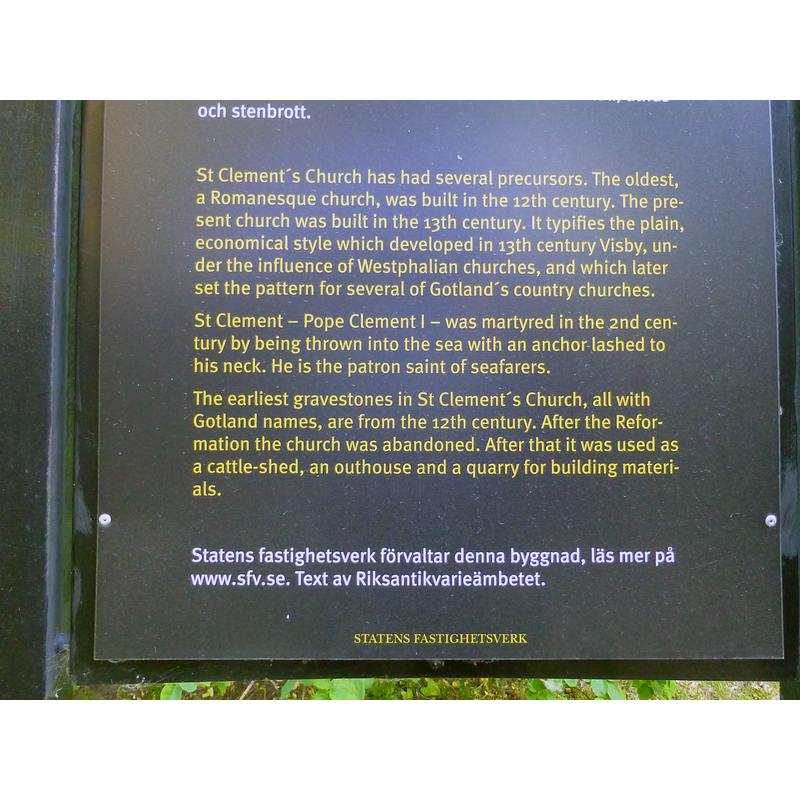 och stenbrott.
St Clement´s Church has had several precursors. The oldest,
a Romanesque church, was built in the 12th century. The pre-
sent church was built in the 13th century. It typifies the plain,
economical style which developed in 13th century Visby, un-
der the influence of Westphalian churches, and which later
set the pattern for several of Gotland´s country churches.
St Clement – Pope Clement I – was martyred in the 2nd cen-
tury by being thrown into the sea with an anchor lashed to
his neck. He is the patron saint of seafarers.
The earliest gravestones in St Clement´s Church, all with
Gotland names, are from the 12th century. After the Refor-
mation the church was abandoned. After that it was used as
a cattle-shed, an outhouse and a quarry for building materi-
als.
Statens fastighetsverk förvaltar denna byggnad, läs mer på
www.sfv.se. Text av Riksantikvarieämbetet.
STATENS FASTIGHETSVERK